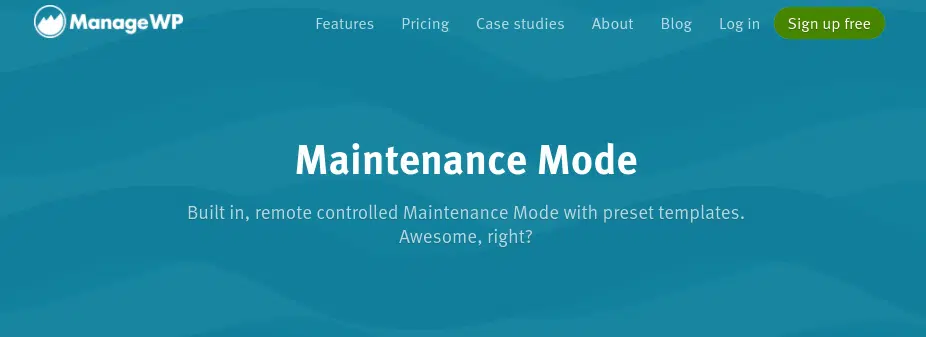 ManageWP
Features Pricing Case studies About Blog Log in Sign up free
Maintenance Mode
Built in, remote controlled Maintenance Mode with preset templates.
Awesome, right?